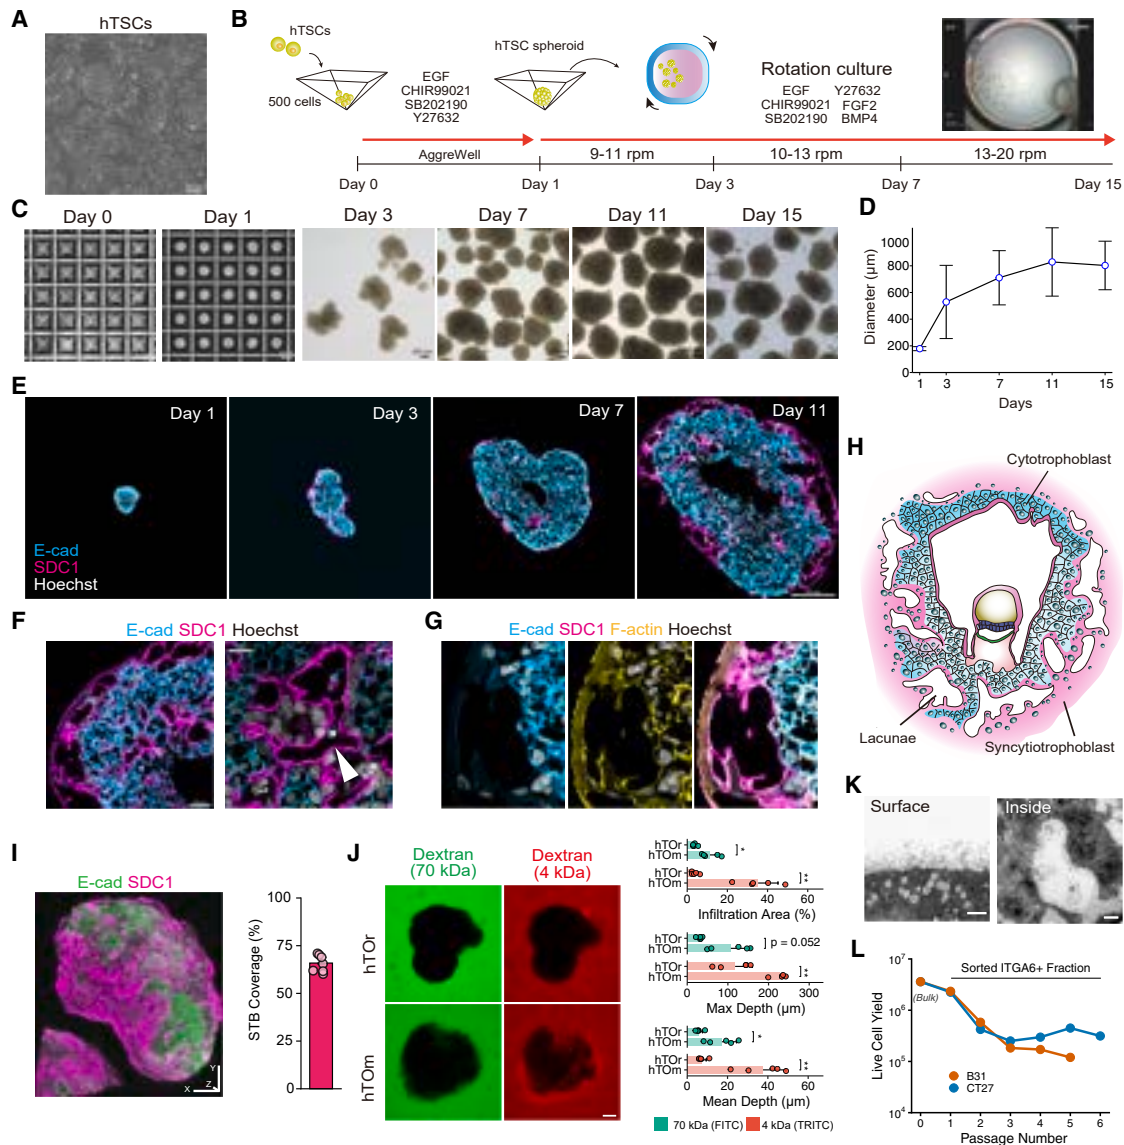 A
hTSCs
B
hTSCs
500 cells
EGF
CHIR99021
SB202190
Y27632
hTSC spheroid
Rotation culture
EGF Y27632
CHIR99021 FGF2
SB202190 BMP4
AggreWell
9-11 rpm
10-13 rpm
13-20 rpm
Day 0
Day 1
Day 3
Day 7
Day 15
C
Day 0
Day 1
Day 3
Day 7
Day 11
Day 15
D
Diameter (μm)
1000
800
600
400
200
0
1
3
7
11
15
Days
E
Day 1
Day 3
Day 7
Day 11
E-cad
SDC1
Hoechst
F
E-cad SDC1 Hoechst
G
E-cad SDC1 F-actin Hoechst
H
Cytotrophoblast
Lacunae
Syncytiotrophoblast
I
E-cad SDC1
Y
Z
X
STB Coverage (%)
100
75
50
25
0
J
Dextran (70 kDa)
Dextran (4 kDa)
hTOr
hTOm
hTOr
hTOm
*
hTOr
hTOm
**
0 20 40 60
Infiltration Area (%)
hTOr
hTOm
p = 0.052
hTOr
hTOm
**
0 100 200 300
Max Depth (μm)
hTOr
hTOm
*
hTOr
hTOm
**
0 20 40 60
Mean Depth (μm)
70 kDa (FITC)
4 kDa (TRITC)
K
Surface
Inside
L
Live Cell Yield
10⁷
10⁶
10⁵
10⁴
Sorted ITGA6+ Fraction
(Bulk)
B31
CT27
0 1 2 3 4 5 6
Passage Number